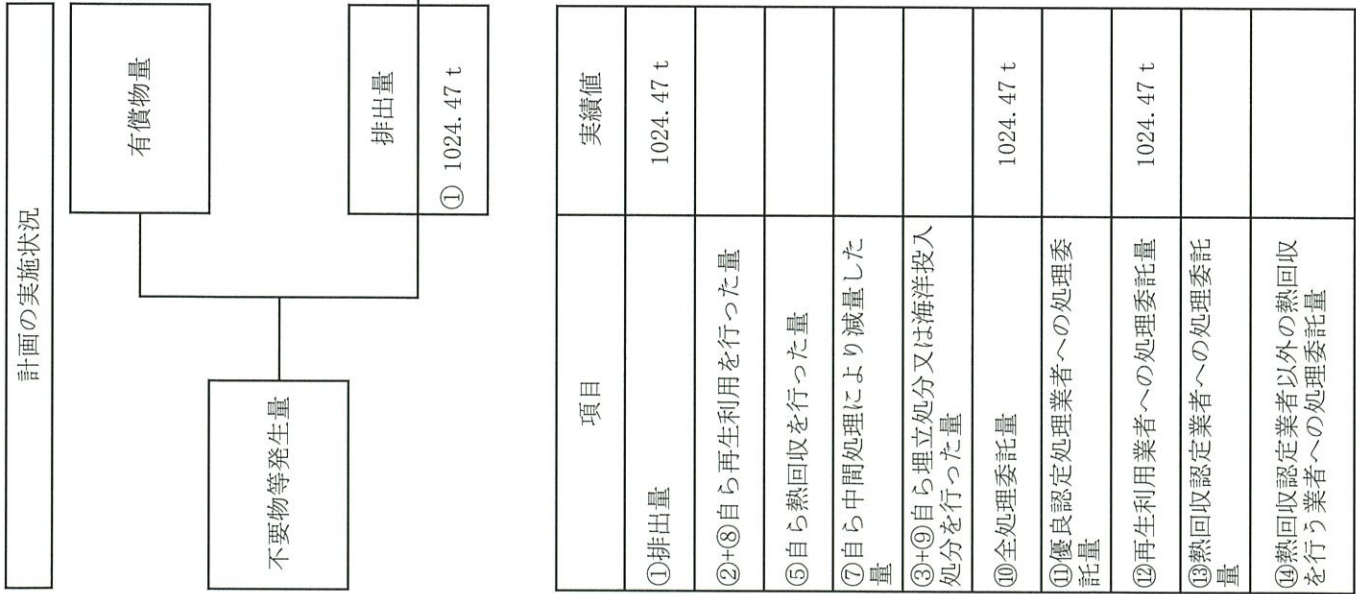 計画の実施状況
不要物等発生量
有償物量
排出量
① 1024.47 t
項目
実績値
①排出量
1024.47 t
②+⑧自ら再生利用を行った量
⑤自ら熱回収を行った量
⑦自ら中間処理により減量した
量
③+⑨自ら埋立処分又は海洋投入
処分を行った量
⑩全処理委託量
1024.47 t
⑪優良認定処理業者への処理委
託量
⑫再生利用業者への処理委託量
1024.47 t
⑬熱回収認定業者への処理委託
量
⑭熱回収認定業者以外の熱回収
を行う業者への処理委託量